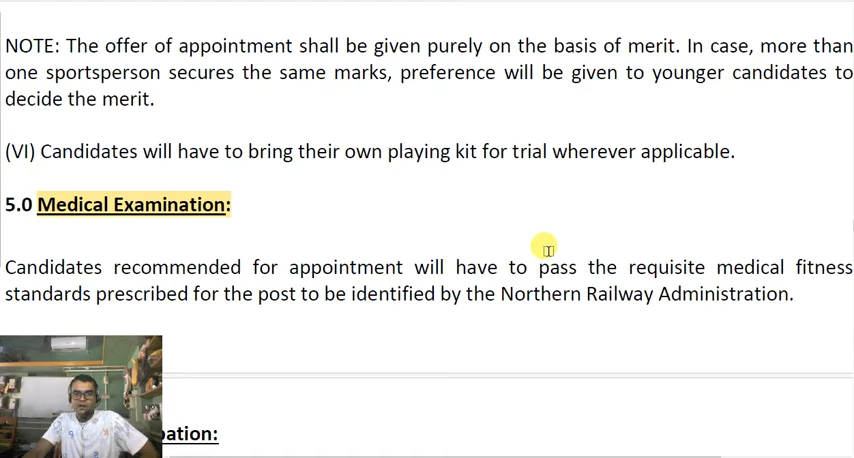 NOTE: The offer of appointment shall be given purely on the basis of merit. In case, more than
one sportsperson secures the same marks, preference will be given to younger candidates to
decide the merit.
(VI) Candidates will have to bring their own playing kit for trial wherever applicable.
5.0 Medical Examination:
Candidates recommended for appointment will have to pass the requisite medical fitness
standards prescribed for the post to be identified by the Northern Railway Administration.